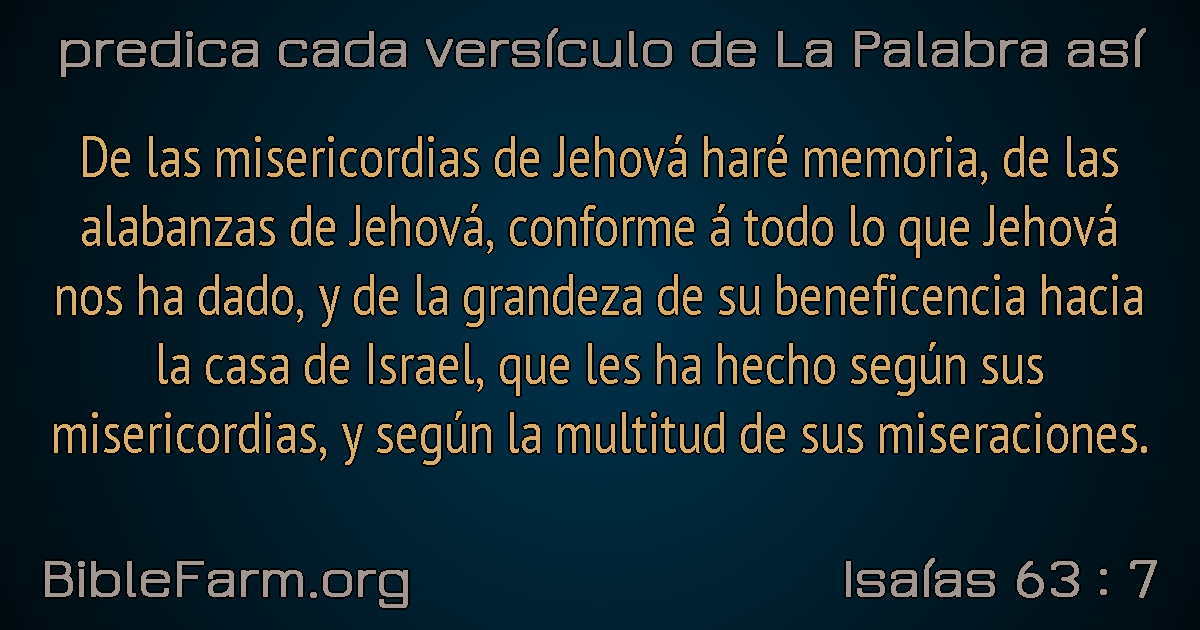 predica cada versículo de La Palabra así
De las misericordias de Jehová haré memoria, de las
alabanzas de Jehová, conforme á todo lo que Jehová
nos ha dado, y de la grandeza de su beneficencia hacia
la casa de Israel, que les ha hecho según sus
misericordias, y según la multitud de sus miseraciones.
BibleFarm.org
Isaías 63 : 7